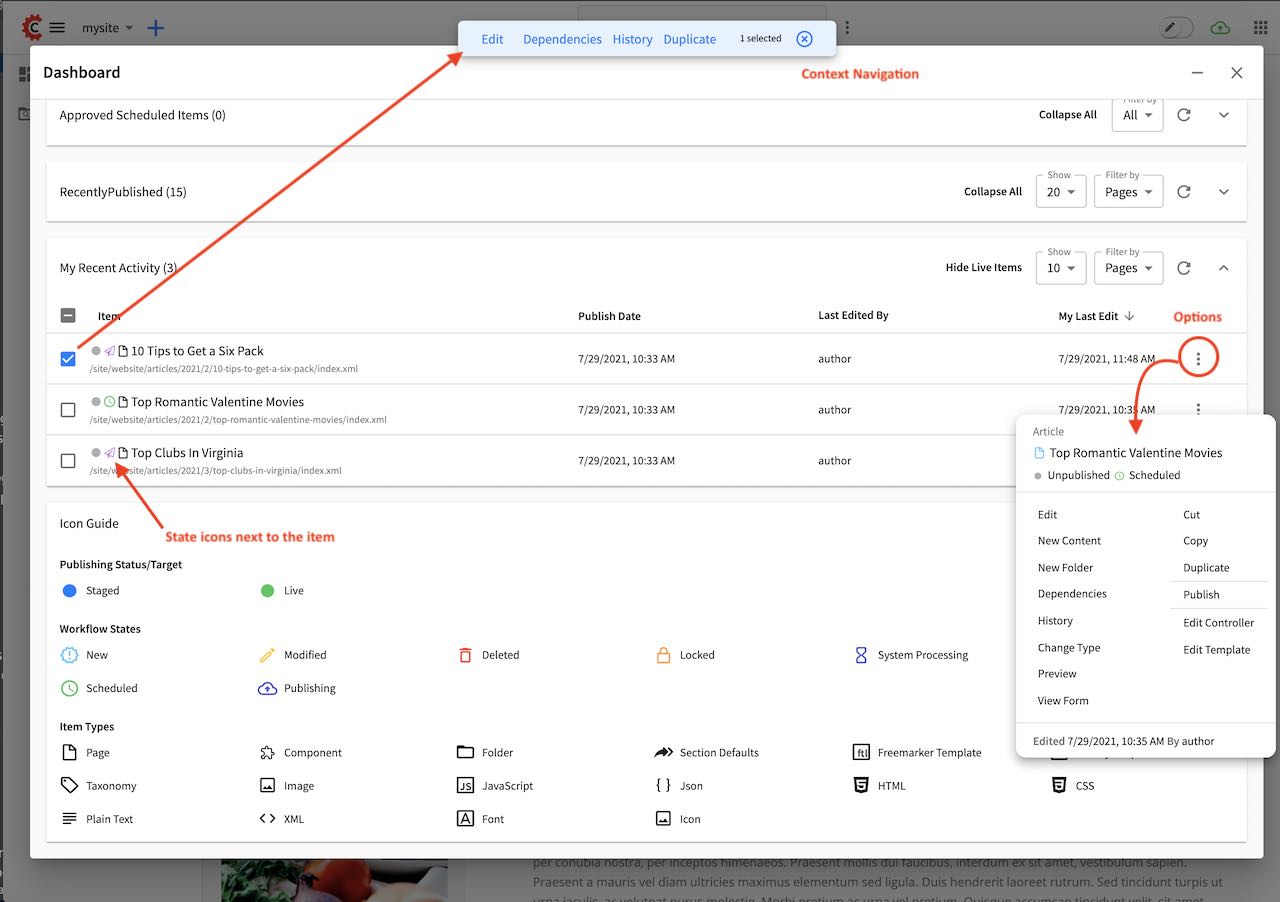 mysite
Edit Dependencies History Duplicate 1 selected
Context Navigation
Dashboard
Approved Scheduled Items (0) Collapse All Filter by All
RecentlyPublished (15) Collapse All Show 20 Filter by Pages
My Recent Activity (3) Hide Live Items Show 10 Filter by Pages
Item Publish Date Last Edited By My Last Edit
Options
10 Tips to Get a Six Pack 7/29/2021, 10:33 AM author 7/29/2021, 11:48 AM
/site/website/articles/2021/2/10-tips-to-get-a-six-pack/index.xml
Top Romantic Valentine Movies 7/29/2021, 10:33 AM author 7/29/2021, 10:35 AM
/site/website/articles/2021/2/top-romantic-valentine-movies/index.xml
Top Clubs In Virginia 7/29/2021, 10:33 AM author
/site/website/articles/2021/3/top-clubs-in-virginia/index.xml
State icons next to the item
Article
Top Romantic Valentine Movies
Unpublished Scheduled
Edit
New Content
New Folder
Dependencies
History
Change Type
Preview
View Form
Cut
Copy
Duplicate
Publish
Edit Controller
Edit Template
Edited 7/29/2021, 10:35 AM By author
Icon Guide
Publishing Status/Target
Staged Live
Workflow States
New Modified Deleted Locked System Processing
Scheduled Publishing
Item Types
Page Component Folder Section Defaults ftl Freemarker Template
Taxonomy Image JS JavaScript { } Json HTML CSS
Plain Text XML A Font Icon
per conubia nostra, per inceptos himenaeos. Praesent mollis dui faucibus, interdum ex sit amet, vestibulum sapien.
Praesent a mauris vel diam ultricies maximus elementum sed ligula. Duis hendrerit laoreet rutrum. Sed tincidunt turpis ut